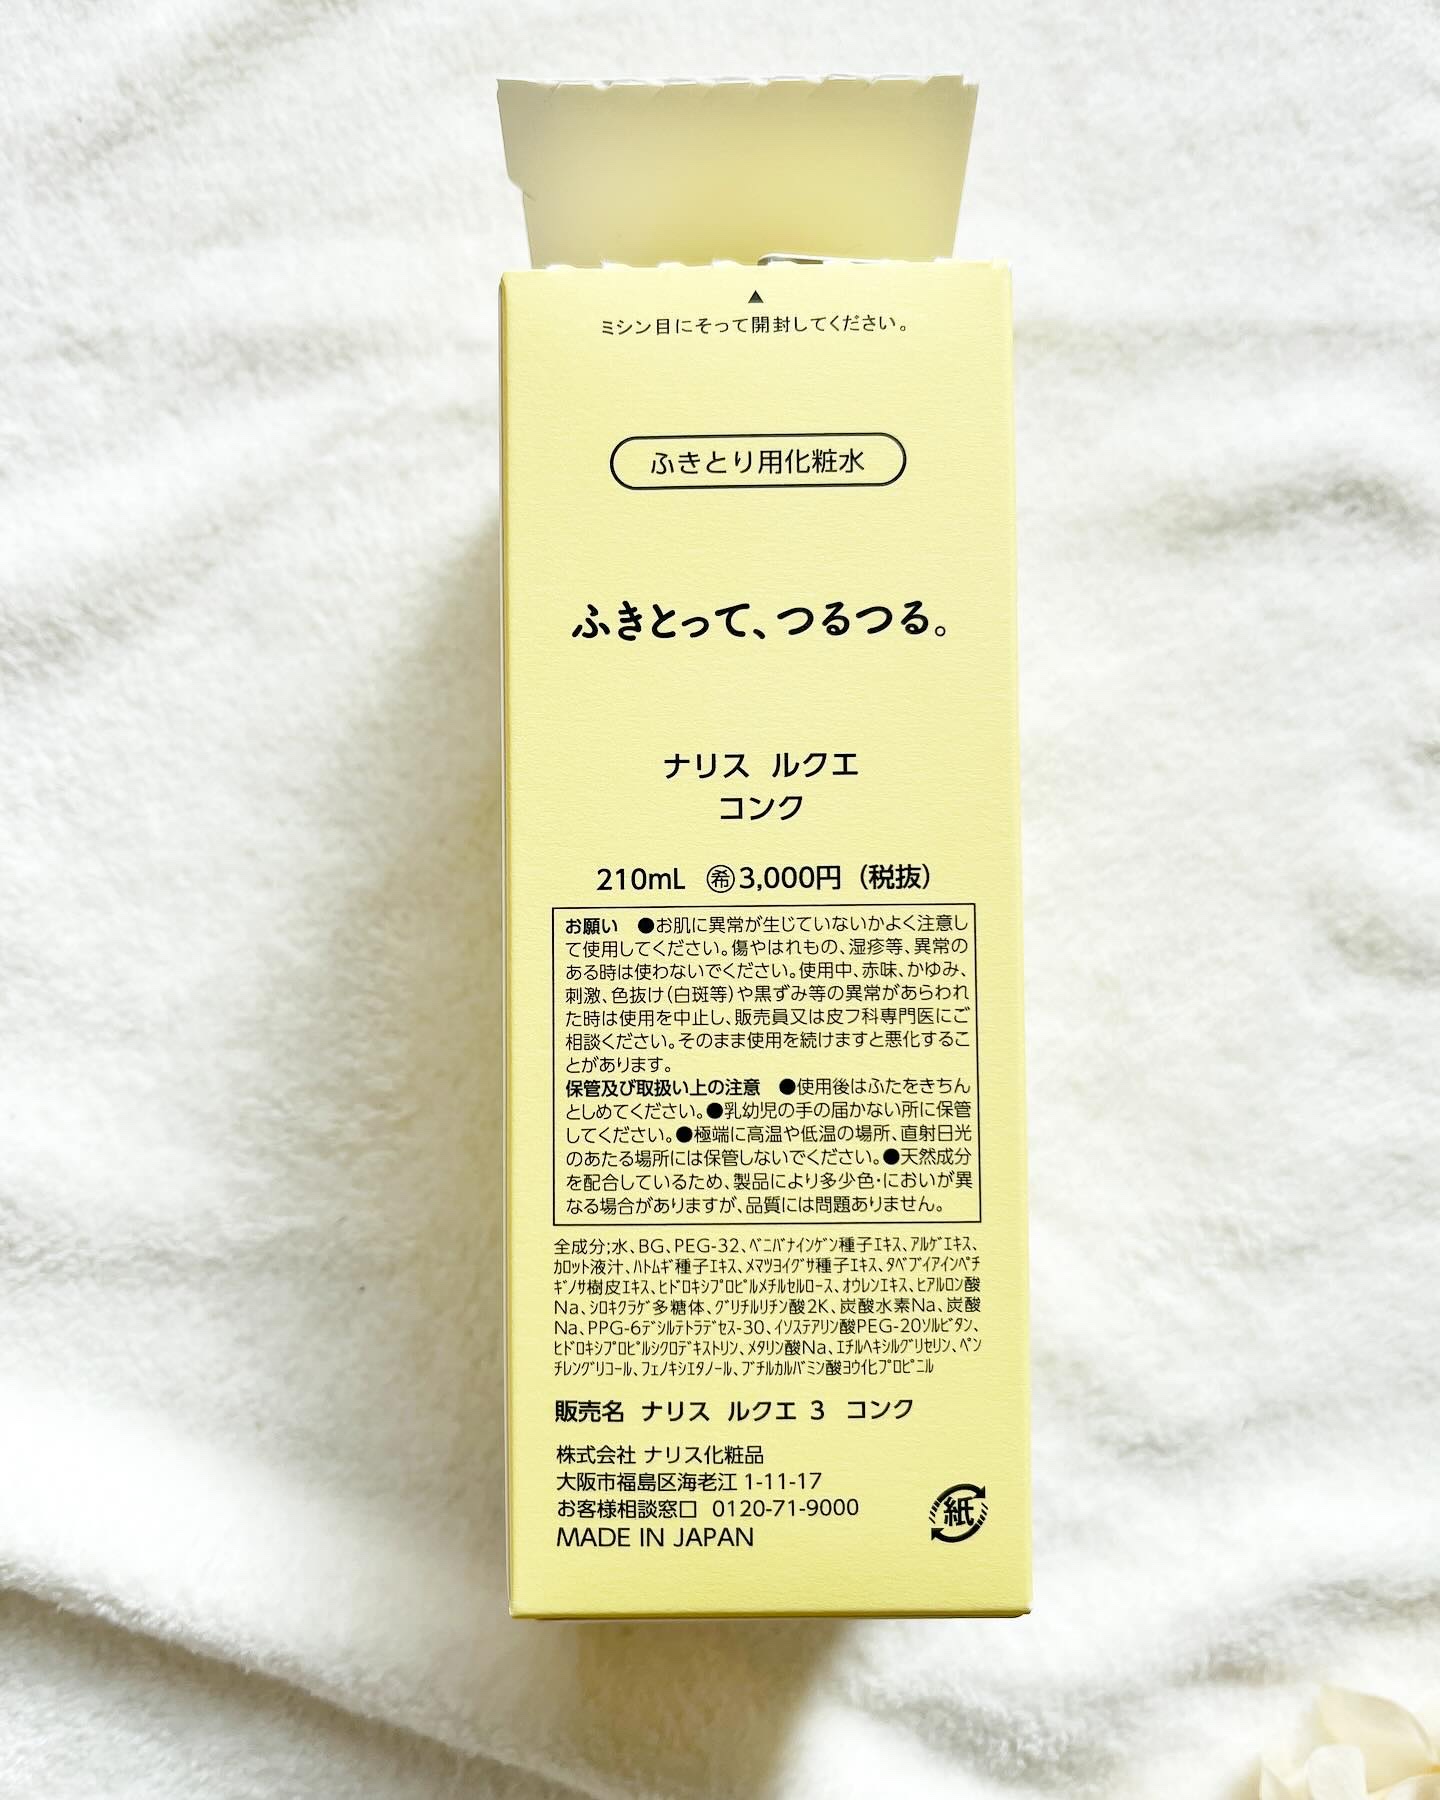 ▲
ミシン目にそって開封してください。
ふきとり用化粧水
ふきとって、つるつる。
ナリス ルクエ
コンク
210mL ㊒3,000円（税抜）
お願い ●お肌に異常が生じていないかよく注意し
て使用してください。傷やはれもの、湿疹等、異常の
ある時は使わないでください。使用中、赤味、かゆみ、
刺激、色抜け（白斑等）や黒ずみ等の異常があらわれ
た時は使用を中止し、販売員又は皮フ科専門医にご
相談ください。そのまま使用を続けますと悪化するこ
とがあります。
保管及び取扱い上の注意 ●使用後はふたをきちん
としめてください。●乳幼児の手の届かない所に保管
してください。●極端に高温や低温の場所、直射日光
のあたる場所には保管しないでください。●天然成分
を配合しているため、製品により多少色・においが異
なる場合がありますが、品質には問題ありません。
全成分;水、BG、PEG-32、ﾍﾞﾆﾊﾞﾅｲﾝｹﾞﾝ種子ｴｷｽ、ｱﾙｹﾞｴｷｽ、
ｶﾛｯﾄ液汁、ﾊﾄﾑｷﾞ種子ｴｷｽ、ﾒﾏﾂﾖｲｸﾞｻ種子ｴｷｽ、ﾀﾍﾞﾌﾞｲｱｲﾝﾍﾟﾁ
ｷﾞﾉｻ樹皮ｴｷｽ、ﾋﾄﾞﾛｷｼﾌﾟﾛﾋﾟﾙﾒﾁﾙｾﾙﾛｰｽ、ｵｳﾚﾝｴｷｽ、ﾋｱﾙﾛﾝ酸
Na、ｼﾛｷｸﾗｹﾞ多糖体、ｸﾞﾘﾁﾙﾘﾁﾝ酸2K、炭酸水素Na、炭酸
Na、PPG-6ﾃﾞｼﾙﾃﾄﾗﾃﾞｾｽ-30、ｲｿｽﾃｱﾘﾝ酸PEG-20ｿﾙﾋﾞﾀﾝ、
ﾋﾄﾞﾛｷｼﾌﾟﾛﾋﾟﾙｼｸﾛﾃﾞｷｽﾄﾘﾝ、ﾒﾀﾘﾝ酸Na、ｴﾁﾙﾍｷｼﾙｸﾞﾘｾﾘﾝ、ﾍﾟﾝ
ﾁﾚﾝｸﾞﾘｺｰﾙ、ﾌｪﾉｷｼｴﾀﾉｰﾙ、ﾌﾞﾁﾙｶﾙﾊﾞﾐﾝ酸ﾖｳ化ﾌﾟﾛﾋﾟﾆﾙ
販売名 ナリス ルクエ 3 コンク
株式会社 ナリス化粧品
大阪市福島区海老江 1-11-17
お客様相談窓口 0120-71-9000
MADE IN JAPAN
紙